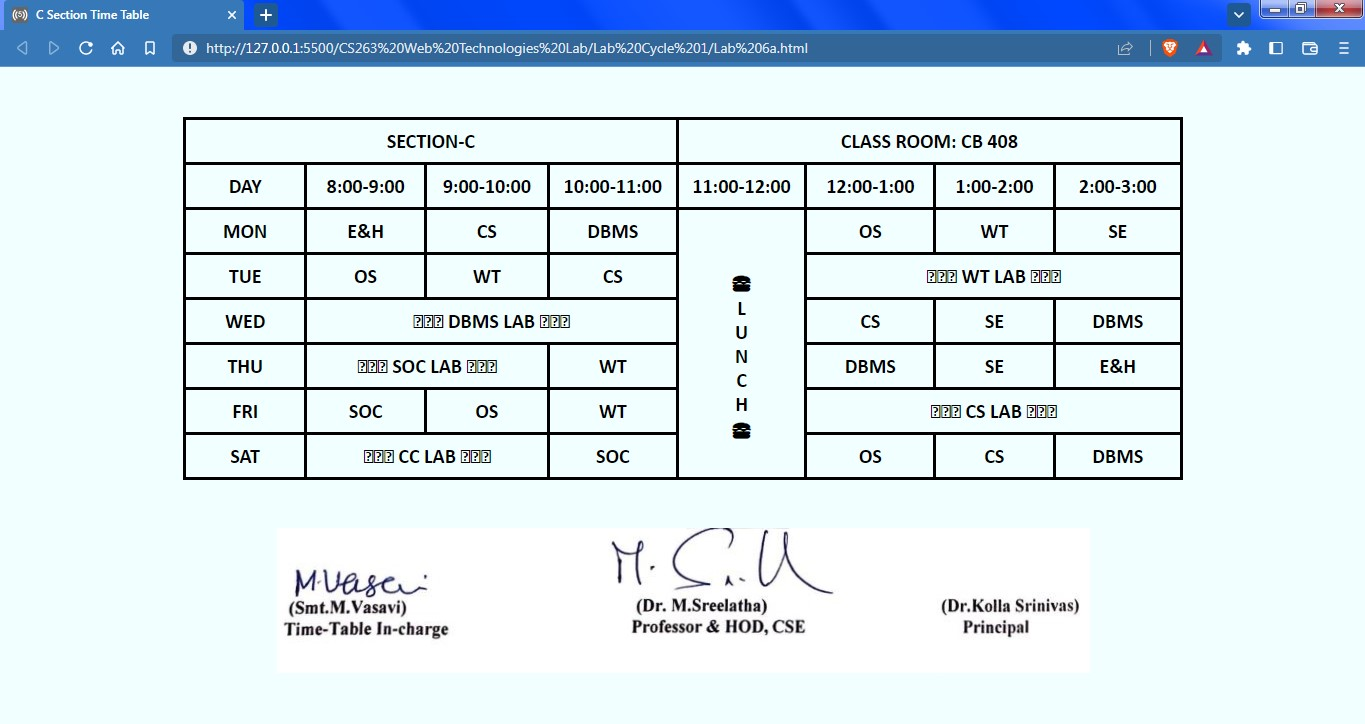 C Section Time Table
http://127.0.0.1:5500/CS263%20Web%20Technologies%20Lab/Lab%20Cycle%201/Lab%206a.html
SECTION-C CLASS ROOM: CB 408
DAY 8:00-9:00 9:00-10:00 10:00-11:00 11:00-12:00 12:00-1:00 1:00-2:00 2:00-3:00
MON E&H CS DBMS OS WT SE
TUE OS WT CS WT LAB
WED DBMS LAB CS SE DBMS
THU SOC LAB WT DBMS SE E&H
FRI SOC OS WT CS LAB
SAT CC LAB SOC OS CS DBMS
L
U
N
C
H
M.Vasavi
(Smt.M.Vasavi) (Dr. M.Sreelatha) (Dr.Kolla Srinivas)
Time-Table In-charge Professor & HOD, CSE Principal